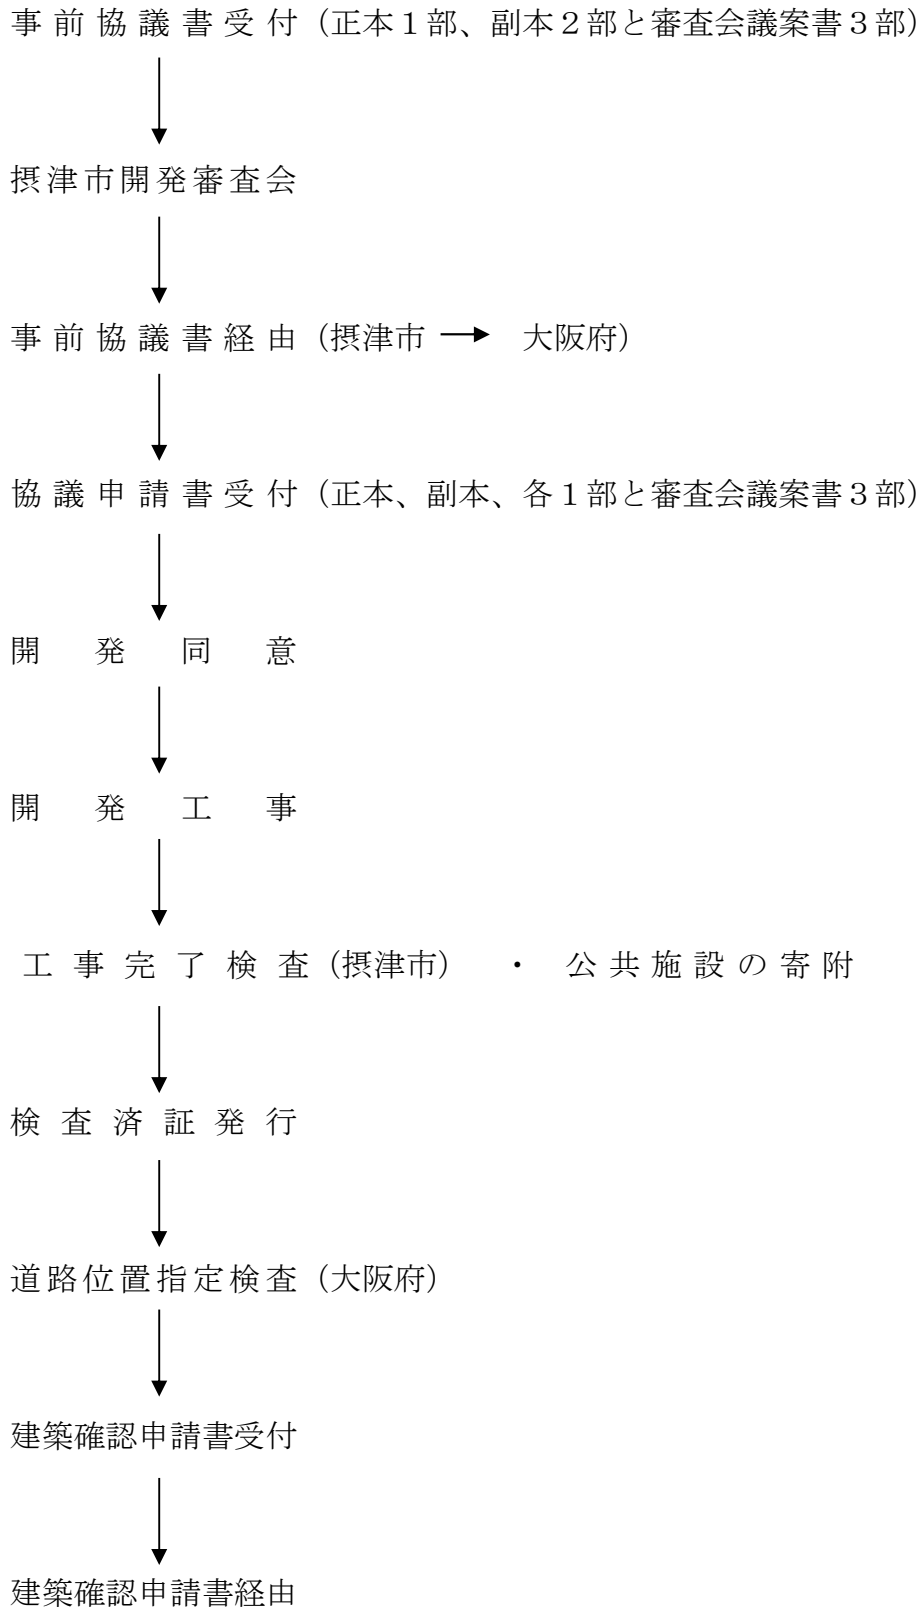 事前協議書受付（正本１部、副本２部と審査会議案書３部）
摂津市開発審査会
事前協議書経由（摂津市 → 大阪府）
協議申請書受付（正本、副本、各１部と審査会議案書３部）
開発同意
開発工事
工事完了検査（摂津市） ・ 公共施設の寄附
検査済証発行
道路位置指定検査（大阪府）
建築確認申請書受付
建築確認申請書経由